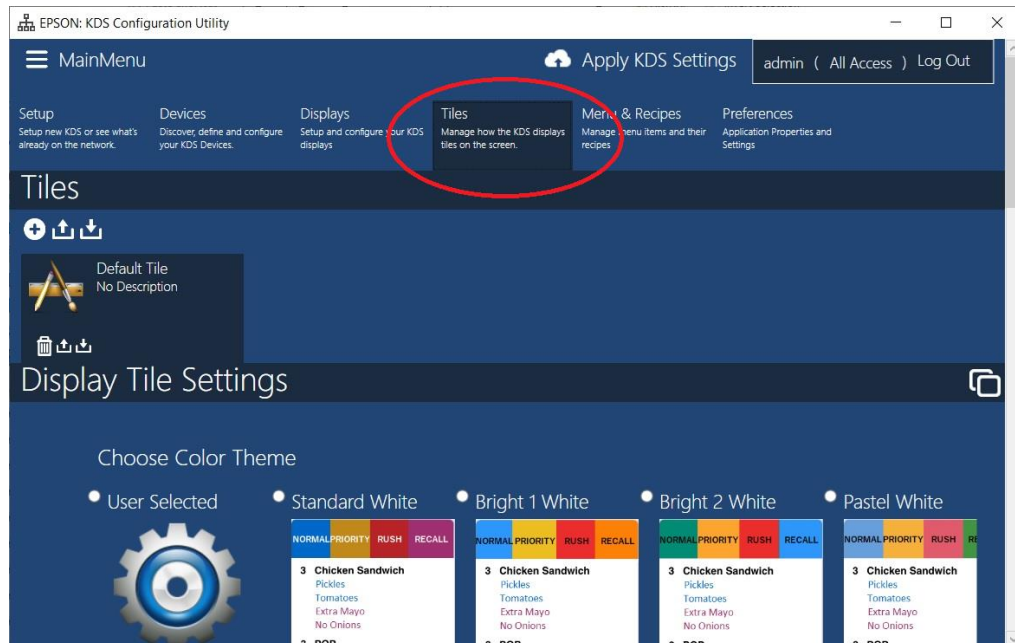 EPSON: KDS Configuration Utility
MainMenu
Apply KDS Settings
admin ( All Access ) Log Out
Setup
Setup new KDS or see what's
already on the network.
Devices
Discover, define and configure
your KDS Devices.
Displays
Setup and configure your KDS
displays
Tiles
Manage how the KDS displays
tiles on the screen.
Menu & Recipes
Manage menu items and their
recipes
Preferences
Application Properties and
Settings
Tiles
Default Tile
No Description
Display Tile Settings
Choose Color Theme
User Selected
Standard White
NORMAL PRIORITY RUSH RECALL
3 Chicken Sandwich
Pickles
Tomatoes
Extra Mayo
No Onions
Bright 1 White
NORMAL PRIORITY RUSH RECALL
3 Chicken Sandwich
Pickles
Tomatoes
Extra Mayo
No Onions
Bright 2 White
NORMAL PRIORITY RUSH RECALL
3 Chicken Sandwich
Pickles
Tomatoes
Extra Mayo
No Onions
Pastel White
NORMAL PRIORITY RUSH RE
3 Chicken Sandwich
Pickles
Tomatoes
Extra Mayo
No Onions